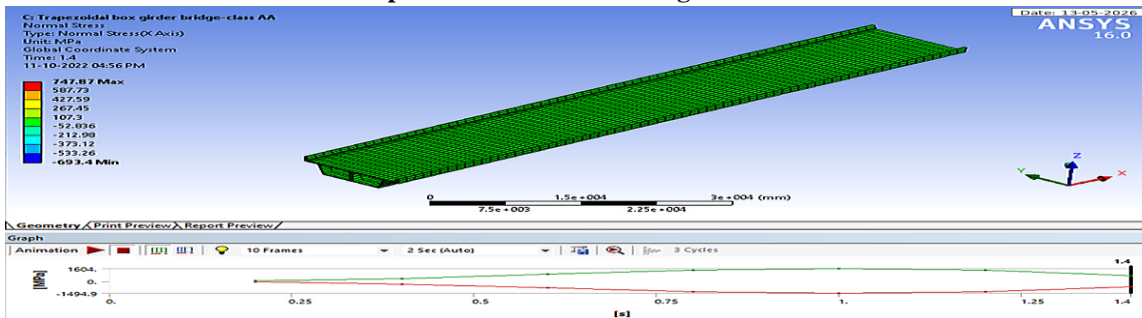 C: Trapezoidal box girder bridge-class AA
Normal Stress
Type: Normal Stress(X Axis)
Unit: MPa
Global Coordinate System
Time: 1.4
11-10-2022 04:56 PM
747.87 Max
587.73
427.59
267.45
107.3
-52.836
-212.98
-373.12
-533.26
-693.4 Min
Date: 13-05-2026
ANSYS
16.0
Z
Y
X
0
1.5e+004
3e+004 (mm)
7.5e+003
2.25e+004
Geometry Print Preview Report Preview
Graph
Animation
10 Frames
2 Sec (Auto)
3 Cycles
1.4
1604.
0.
-1494.9
[MPa]
0.
0.25
0.5
0.75
1.
1.25
1.4
[s]